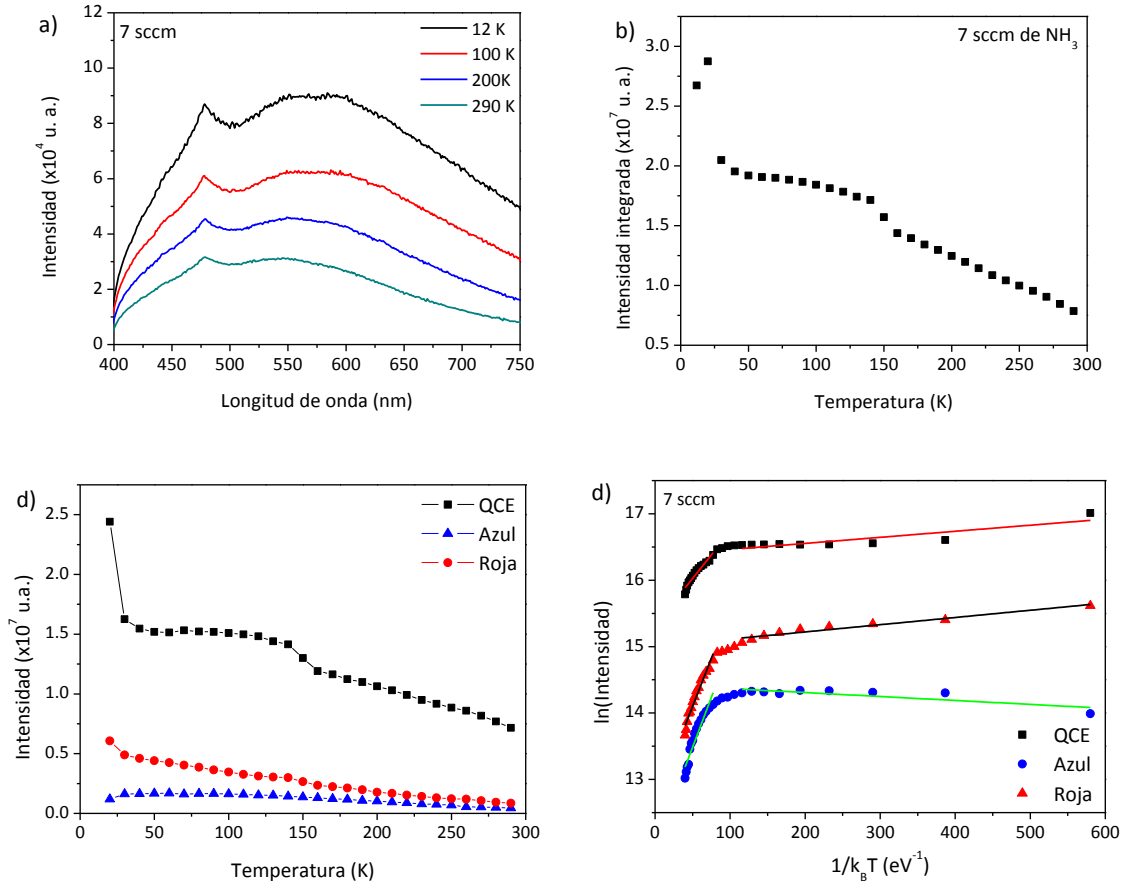 a)
7 sccm
12 K
100 K
200K
290 K
12
10
8
6
4
2
0
400 450 500 550 600 650 700 750
Intensidad (x10⁴ u. a.)
Longitud de onda (nm)
b)
7 sccm de NH₃
3.0
2.5
2.0
1.5
1.0
0.5
0 50 100 150 200 250 300
Intensidad integrada (x10⁷ u. a.)
Temperatura (K)
d)
QCE
Azul
Roja
2.5
2.0
1.5
1.0
0.5
0.0
0 50 100 150 200 250 300
Intensidad (x10⁷ u.a.)
Temperatura (K)
d)
7 sccm
17
16
15
14
13
QCE
Azul
Roja
0 100 200 300 400 500 600
ln(Intensidad)
1/k_BT (eV⁻¹)